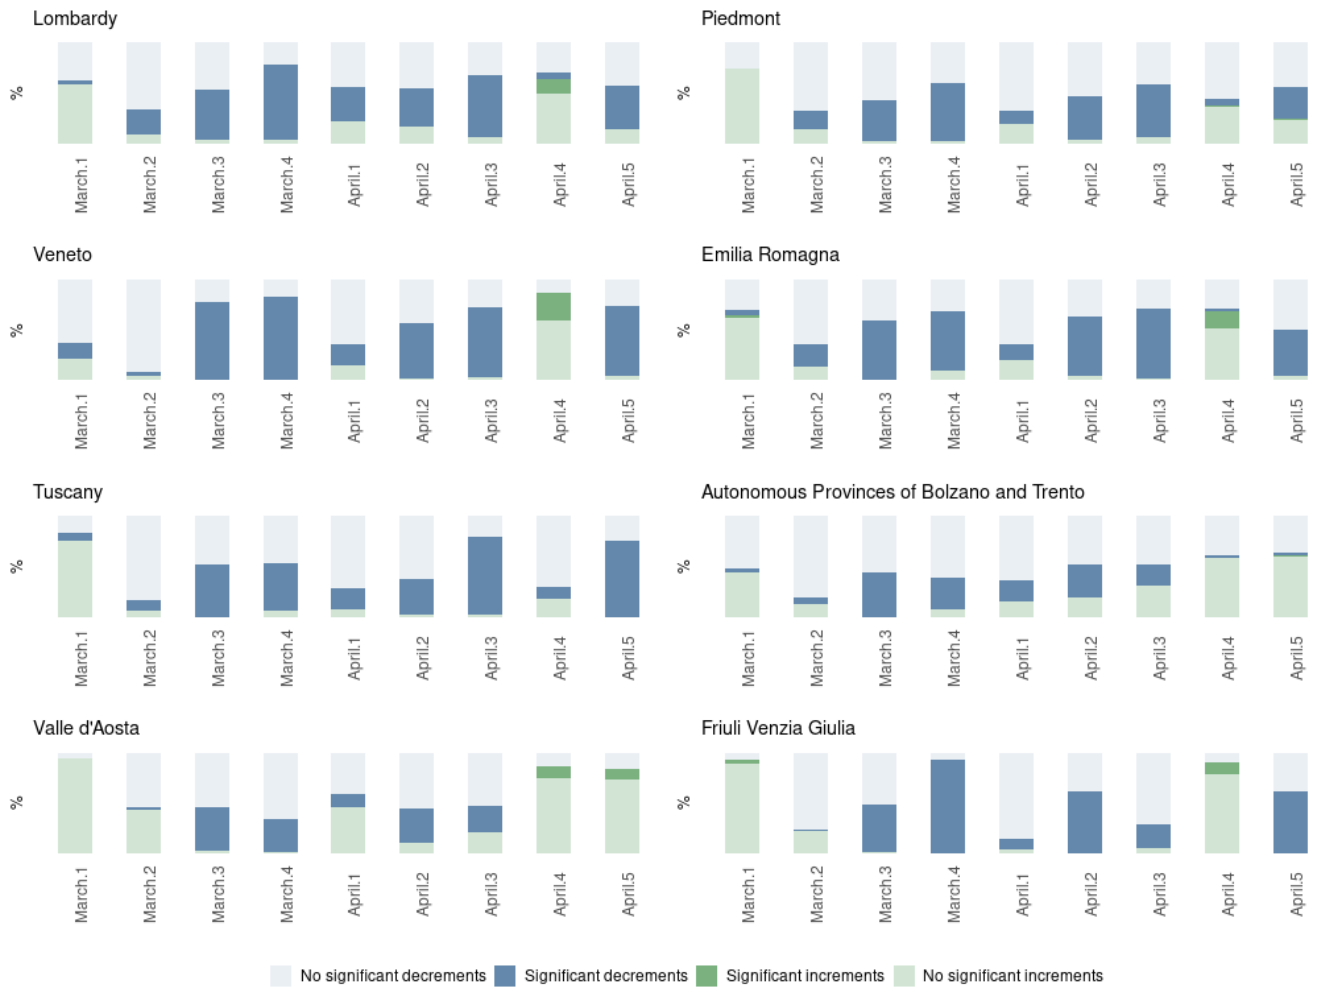 Lombardy
%
March.1 March.2 March.3 March.4 April.1 April.2 April.3 April.4 April.5
Piedmont
%
March.1 March.2 March.3 March.4 April.1 April.2 April.3 April.4 April.5
Veneto
%
March.1 March.2 March.3 March.4 April.1 April.2 April.3 April.4 April.5
Emilia Romagna
%
March.1 March.2 March.3 March.4 April.1 April.2 April.3 April.4 April.5
Tuscany
%
March.1 March.2 March.3 March.4 April.1 April.2 April.3 April.4 April.5
Autonomous Provinces of Bolzano and Trento
%
March.1 March.2 March.3 March.4 April.1 April.2 April.3 April.4 April.5
Valle d'Aosta
%
March.1 March.2 March.3 March.4 April.1 April.2 April.3 April.4 April.5
Friuli Venzia Giulia
%
March.1 March.2 March.3 March.4 April.1 April.2 April.3 April.4 April.5
No significant decrements Significant decrements Significant increments No significant increments